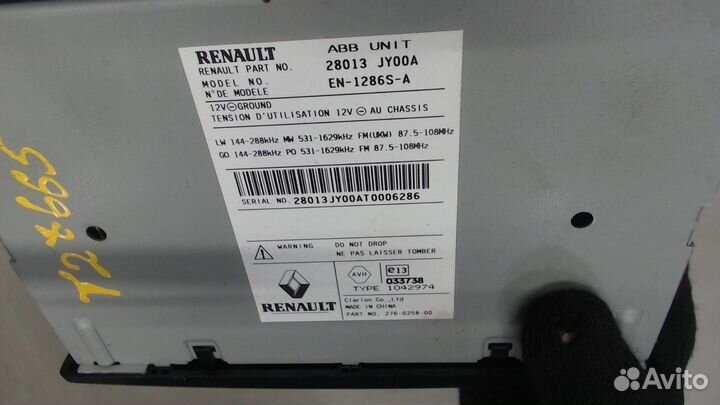 RENAULT
ABB UNIT
RENAULT PART NO. 28013 JY00A
MODEL NO. EN-1286S-A
N° DE MODELE
12V⊖GROUND
TENSION D'UTILISATION 12V ⊖ AU CHASSIS
LW 144-288kHz MW 531-1629kHz FM(UKW) 87.5-108MHz
GO 144-288kHz PO 531-1629kHz FM 87.5-108MHz
SERIAL NO. 28013JY00AT0006286
WARNING DO NOT DROP
NE PAS LAISSER TOMBER
RENAULT
AVH
e13
033738
TYPE 1042974
Clarion Co.,Ltd
MADE IN CHINA
PART NO. 276-0258-00
Avito